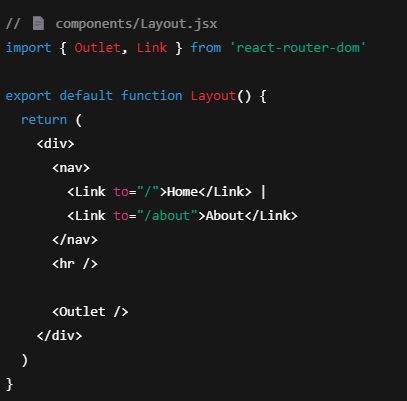 // 📄 components/Layout.jsx
import { Outlet, Link } from 'react-router-dom'

export default function Layout() {
  return (
    <div>
      <nav>
        <Link to="/">Home</Link> |
        <Link to="/about">About</Link>
      </nav>
      <hr />

      <Outlet />
    </div>
  )
}